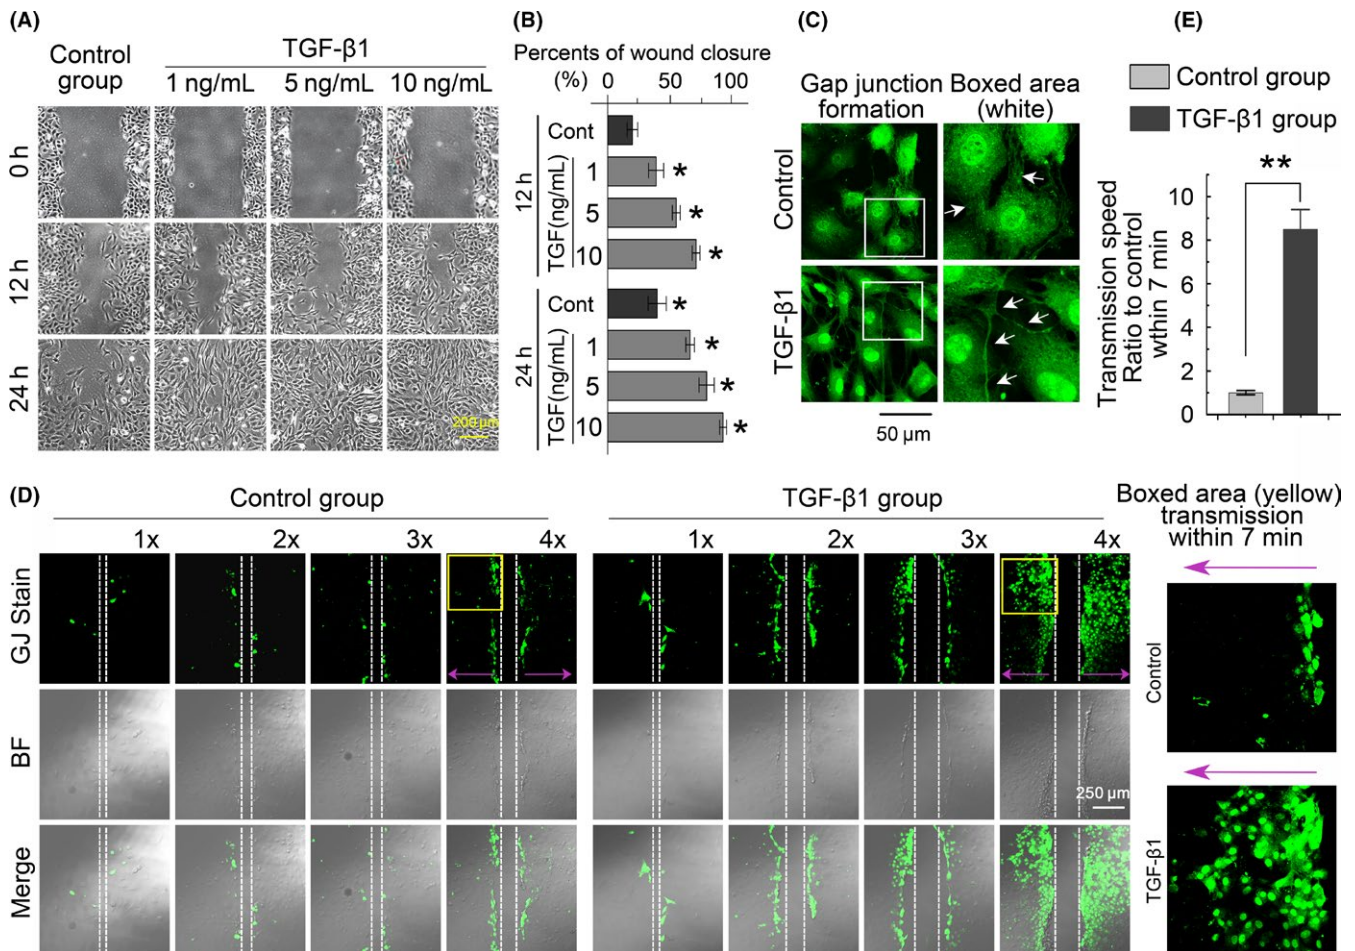 (A)
Control
group
TGF-β1
1 ng/mL
5 ng/mL
10 ng/mL
0 h
12 h
24 h
200 µm
(B)
Percents of wound closure
(%)
0
50
100
Cont
1
5
10
TGF(ng/mL)
12 h
Cont
1
5
10
TGF(ng/mL)
24 h
*
*
*
*
*
*
*
(C)
Gap junction
formation
Boxed area
(white)
Control
TGF-β1
50 µm
(E)
Control group
TGF-β1 group
**
10
8
6
4
2
0
Transmission speed
Ratio to control
within 7 min
(D)
Control group
TGF-β1 group
1x
2x
3x
4x
1x
2x
3x
4x
GJ Stain
BF
Merge
250 µm
Boxed area (yellow)
transmission
within 7 min
Control
TGF-β1